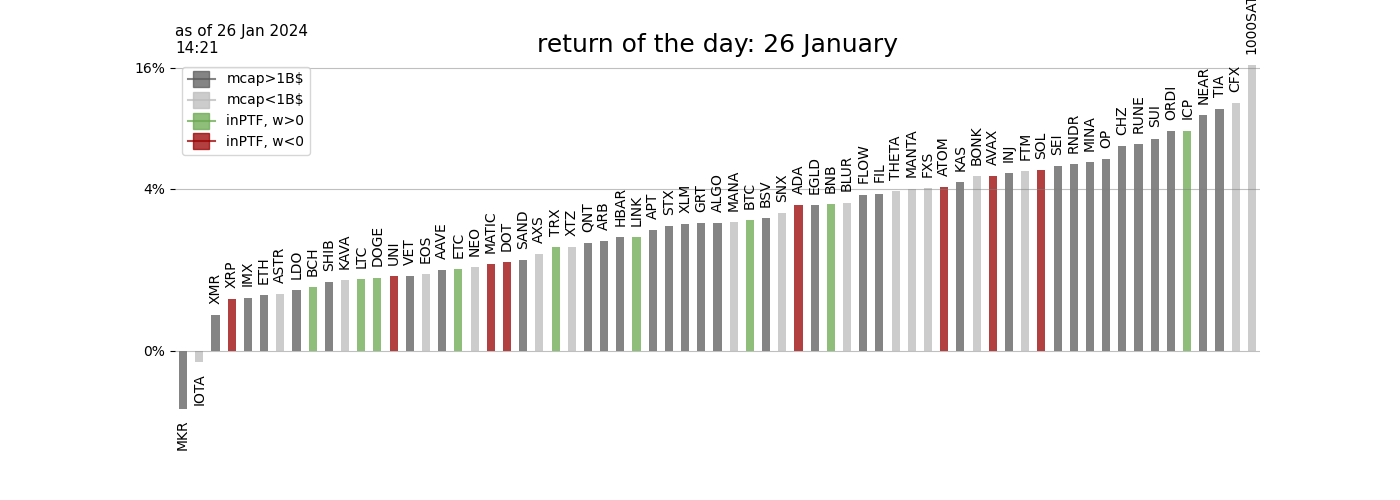 as of 26 Jan 2024
14:21
return of the day: 26 January
16%
4%
0%
mcap>1B$
mcap<1B$
inPTF, w>0
inPTF, w<0
MKR
IOTA
XMR
XRP
IMX
ETH
ASTR
LDO
BCH
SHIB
KAVA
LTC
DOGE
UNI
VET
EOS
AAVE
ETC
NEO
MATIC
DOT
SAND
AXS
TRX
XTZ
QNT
ARB
HBAR
LINK
APT
STX
XLM
GRT
ALGO
MANA
BTC
BSV
SNX
ADA
EGLD
BNB
BLUR
FLOW
FIL
THETA
MANTA
FXS
ATOM
KAS
BONK
AVAX
INJ
FTM
SOL
SEI
RNDR
MINA
OP
CHZ
RUNE
SUI
ORDI
ICP
NEAR
TIA
CFX
1000SAT